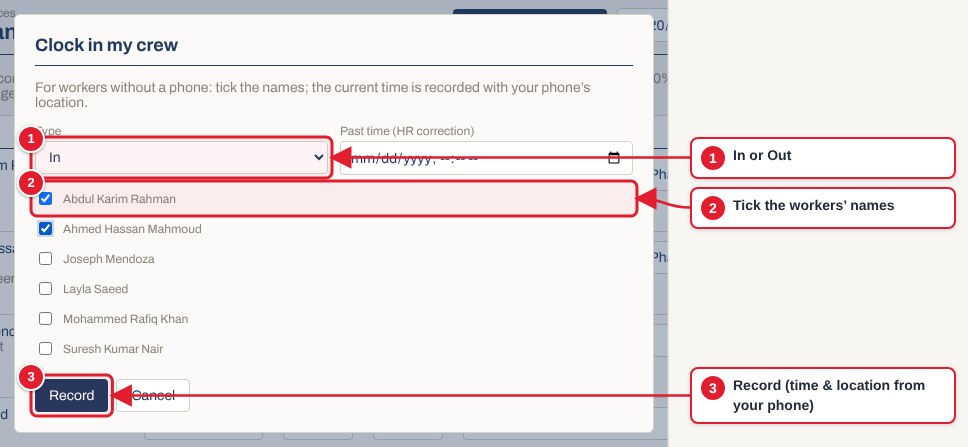 Clock in my crew
For workers without a phone: tick the names; the current time is recorded with your phone's
location.
Type
Past time (HR correction)
1
In
mm/dd/yyyy, --:-- --
1 In or Out
2
Abdul Karim Rahman
2 Tick the workers' names
Ahmed Hassan Mahmoud
Joseph Mendoza
Layla Saeed
Mohammed Rafiq Khan
Suresh Kumar Nair
3
Record
Cancel
3 Record (time & location from
your phone)